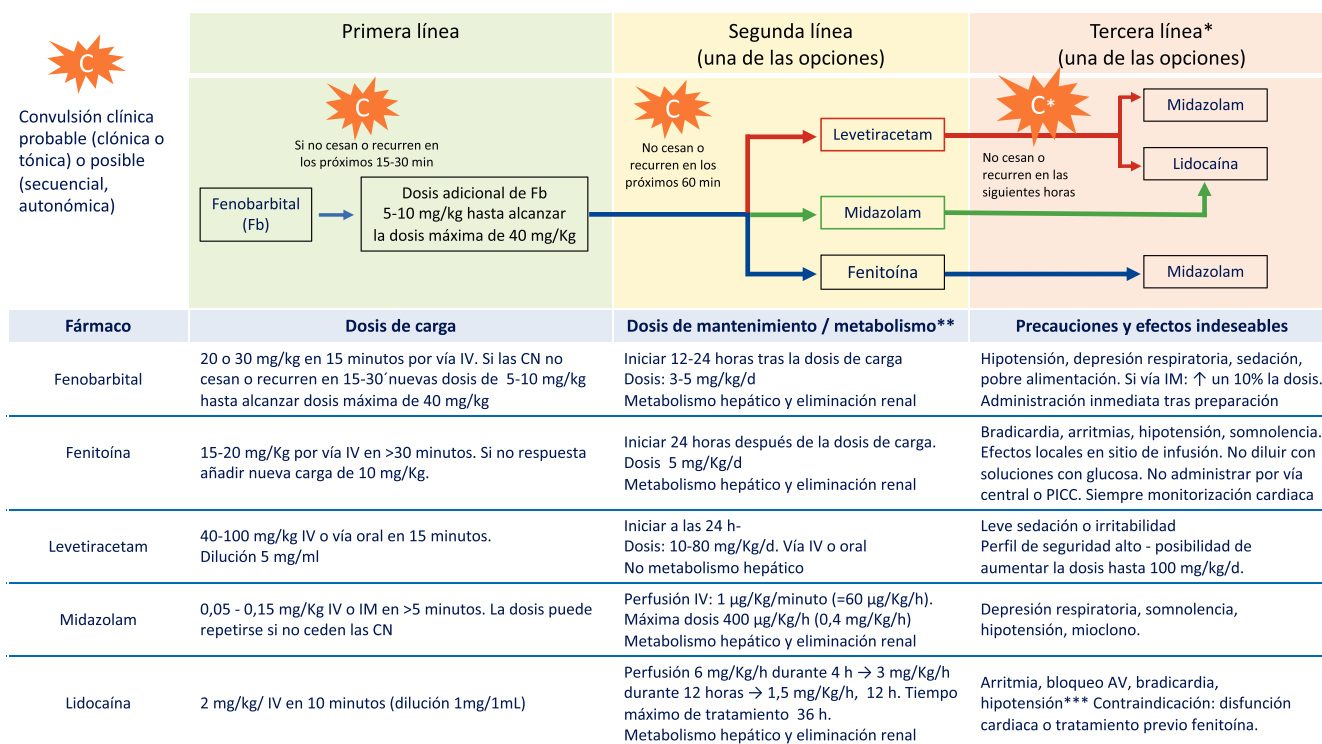 Primera línea
Segunda línea
(una de las opciones)
Tercera línea*
(una de las opciones)
C
Convulsión clínica
probable (clónica o
tónica) o posible
(secuencial,
autonómica)
C
Si no cesan o recurren en
los próximos 15-30 min
Fenobarbital
(Fb)
Dosis adicional de Fb
5-10 mg/kg hasta alcanzar
la dosis máxima de 40 mg/Kg
C
No cesan o
recurren en los
próximos 60 min
Levetiracetam
Midazolam
Fenitoína
C*
No cesan o
recurren en las
siguientes horas
Midazolam
Lidocaína
Midazolam
Fármaco
Dosis de carga
Dosis de mantenimiento / metabolismo**
Precauciones y efectos indeseables
Fenobarbital
20 o 30 mg/kg en 15 minutos por vía IV. Si las CN no
cesan o recurren en 15-30´nuevas dosis de 5-10 mg/kg
hasta alcanzar dosis máxima de 40 mg/kg
Iniciar 12-24 horas tras la dosis de carga
Dosis: 3-5 mg/kg/d
Metabolismo hepático y eliminación renal
Hipotensión, depresión respiratoria, sedación,
pobre alimentación. Si vía IM: ↑ un 10% la dosis.
Administración inmediata tras preparación
Fenitoína
15-20 mg/Kg por vía IV en >30 minutos. Si no respuesta
añadir nueva carga de 10 mg/Kg.
Iniciar 24 horas después de la dosis de carga.
Dosis 5 mg/Kg/d
Metabolismo hepático y eliminación renal
Bradicardia, arritmias, hipotensión, somnolencia.
Efectos locales en sitio de infusión. No diluir con
soluciones con glucosa. No administrar por vía
central o PICC. Siempre monitorización cardiaca
Levetiracetam
40-100 mg/kg IV o vía oral en 15 minutos.
Dilución 5 mg/ml
Iniciar a las 24 h-
Dosis: 10-80 mg/Kg/d. Vía IV o oral
No metabolismo hepático
Leve sedación o irritabilidad
Perfil de seguridad alto - posibilidad de
aumentar la dosis hasta 100 mg/kg/d.
Midazolam
0,05 - 0,15 mg/Kg IV o IM en >5 minutos. La dosis puede
repetirse si no ceden las CN
Perfusión IV: 1 µg/Kg/minuto (=60 µg/Kg/h).
Máxima dosis 400 µg/Kg/h (0,4 mg/Kg/h)
Metabolismo hepático y eliminación renal
Depresión respiratoria, somnolencia,
hipotensión, mioclono.
Lidocaína
2 mg/kg/ IV en 10 minutos (dilución 1mg/1mL)
Perfusión 6 mg/Kg/h durante 4 h → 3 mg/Kg/h
durante 12 horas → 1,5 mg/Kg/h, 12 h. Tiempo
máximo de tratamiento 36 h.
Metabolismo hepático y eliminación renal
Arritmia, bloqueo AV, bradicardia,
hipotensión*** Contraindicación: disfunción
cardiaca o tratamiento previo fenitoína.